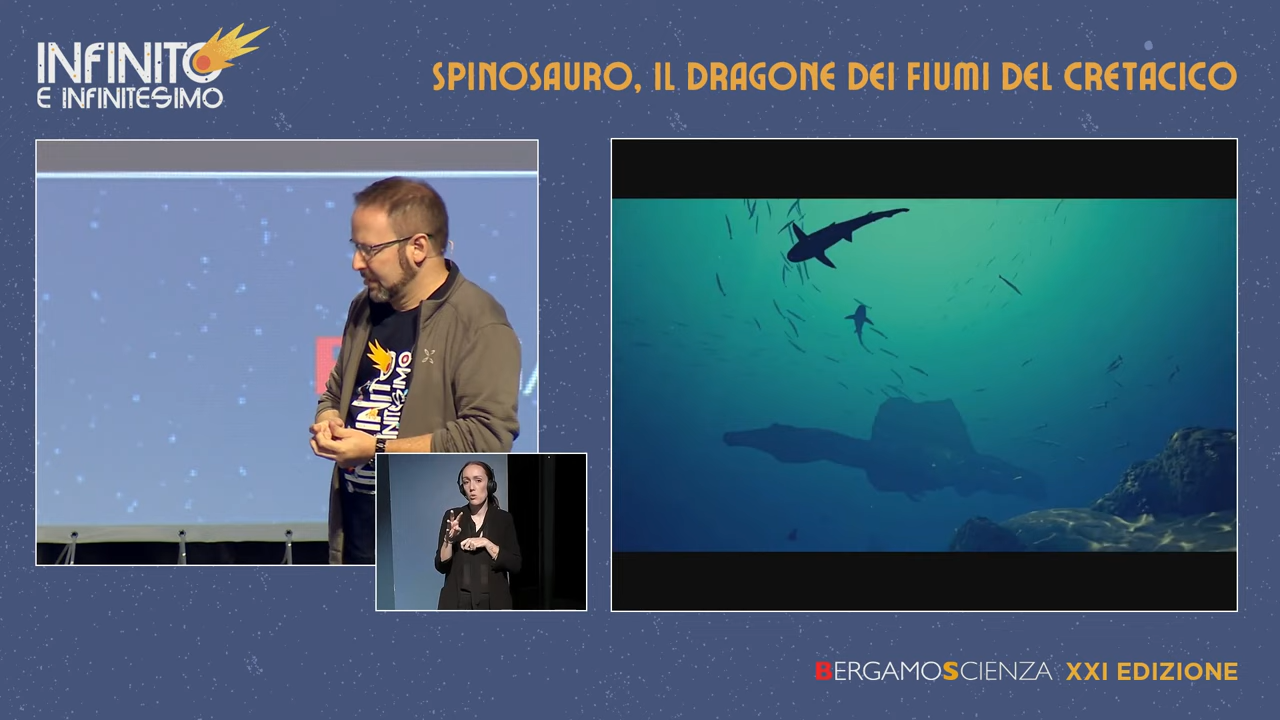 INFINITO
E INFINITESIMO
SPINOSAURO, IL DRAGONE DEI FIUMI DEL CRETACICO
BERGAMOSCIENZA XXI EDIZIONE